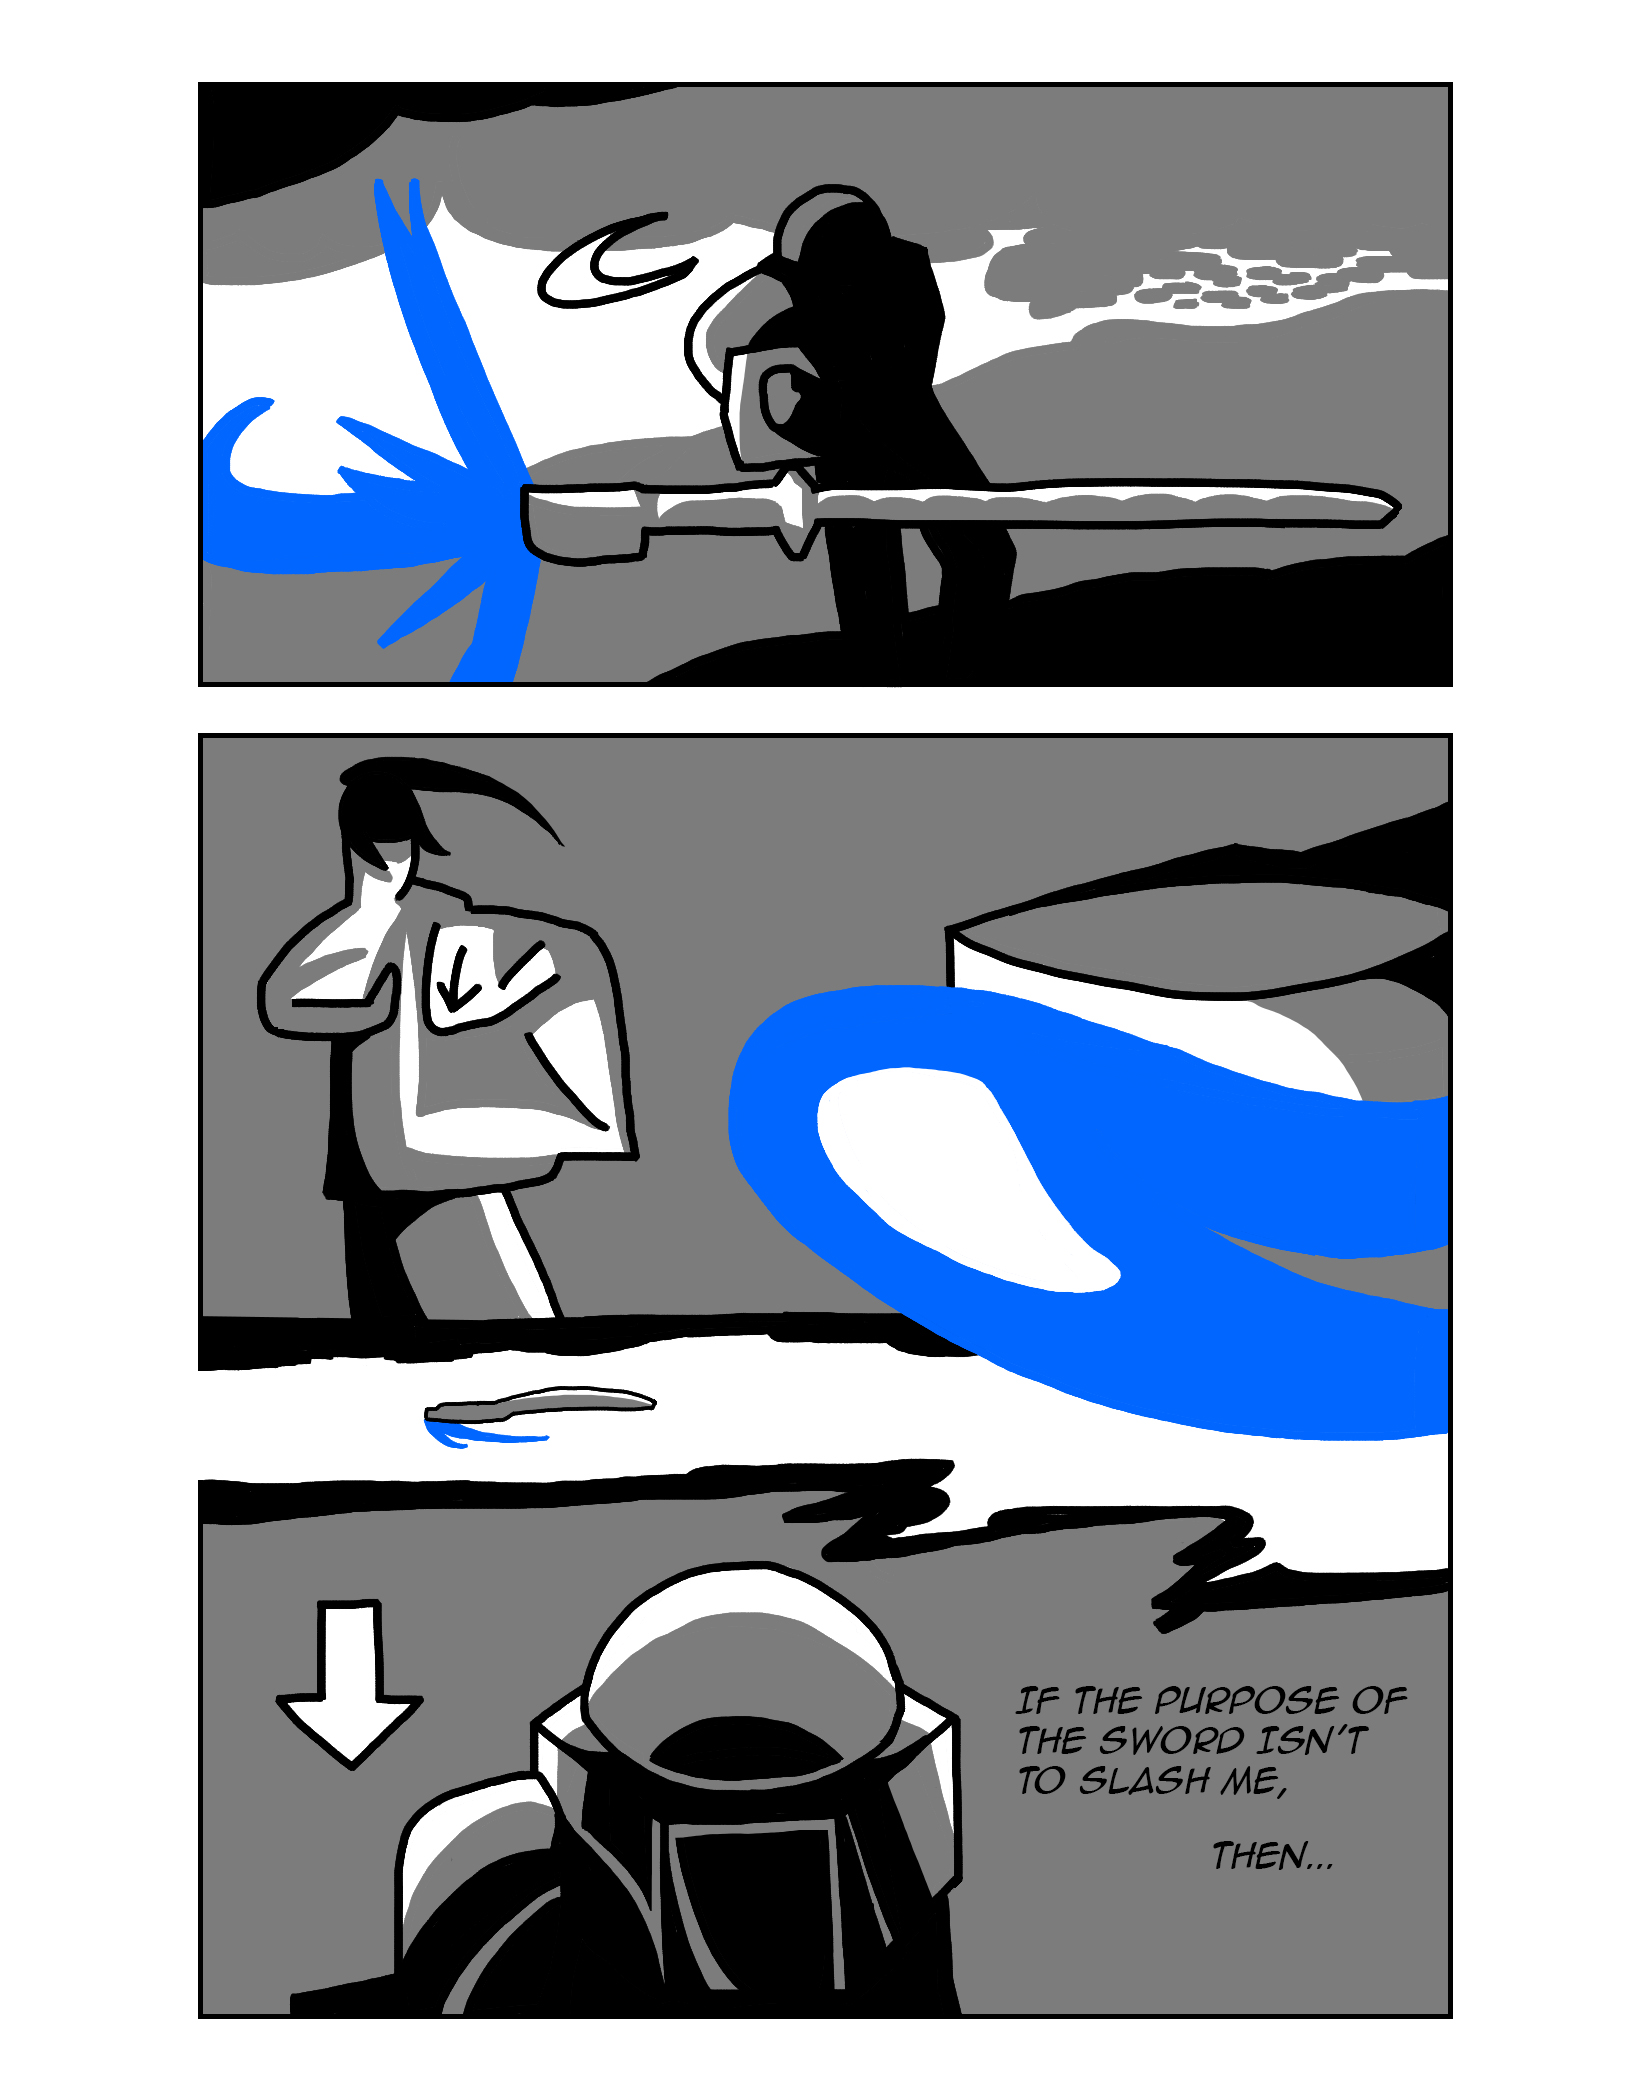 IF THE PURPOSE OF
THE SWORD ISN'T
TO SLASH ME,
THEN...